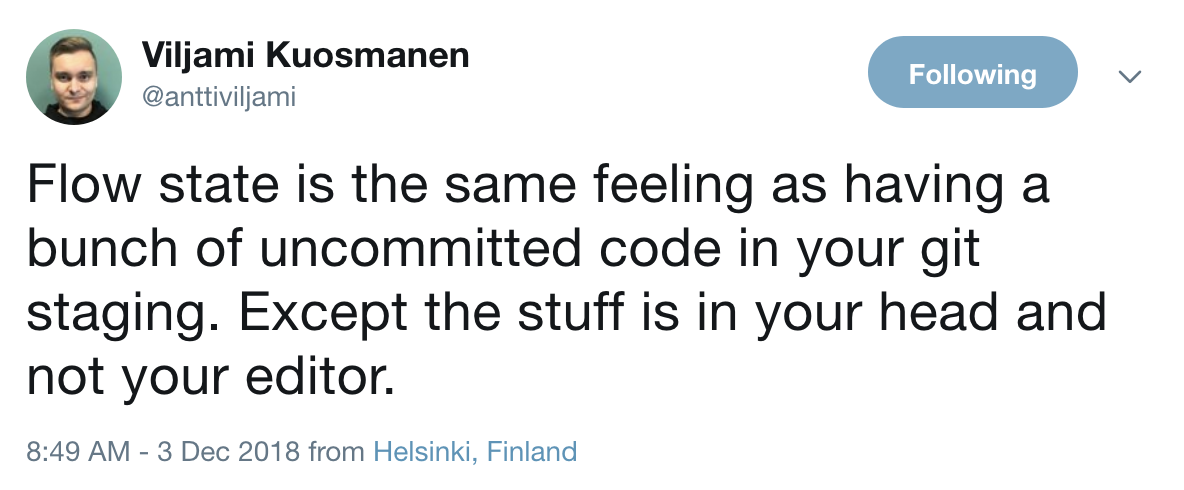 Viljami Kuosmanen
@anttiviljami
Following
Flow state is the same feeling as having a
bunch of uncommitted code in your git
staging. Except the stuff is in your head and
not your editor.
8:49 AM - 3 Dec 2018 from Helsinki, Finland